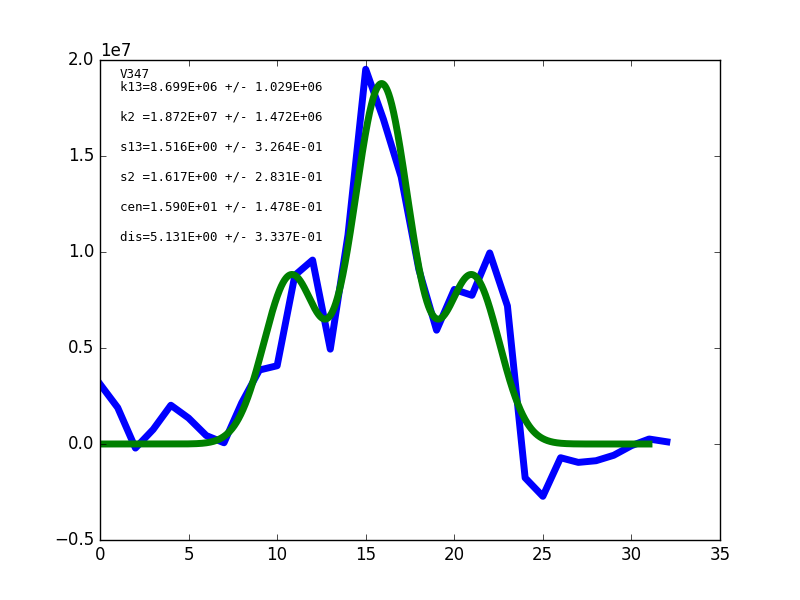 1e7
V347
k13=8.699E+06 +/- 1.029E+06
k2 =1.872E+07 +/- 1.472E+06
s13=1.516E+00 +/- 3.264E-01
s2 =1.617E+00 +/- 2.831E-01
cen=1.590E+01 +/- 1.478E-01
dis=5.131E+00 +/- 3.337E-01
2.0
1.5
1.0
0.5
0.0
−0.5
0 5 10 15 20 25 30 35